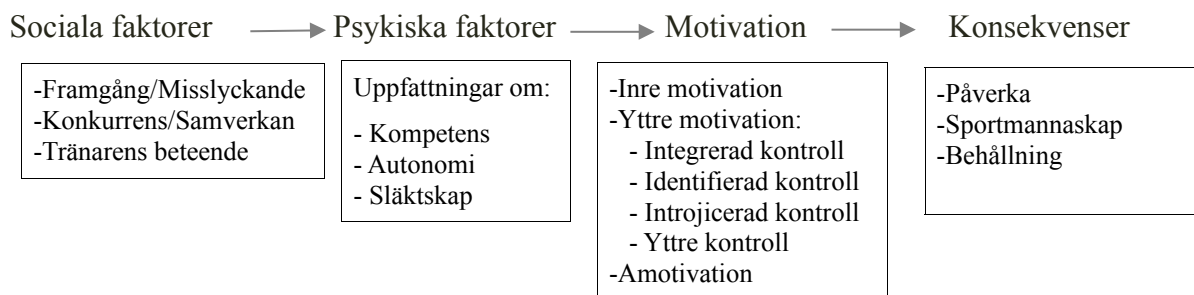 Sociala faktorer
Psykiska faktorer
Motivation
Konsekvenser
-Framgång/Misslyckande
-Konkurrens/Samverkan
-Tränarens beteende
Uppfattningar om:
- Kompetens
- Autonomi
- Släktskap
-Inre motivation
-Yttre motivation:
- Integrerad kontroll
- Identifierad kontroll
- Introjicerad kontroll
- Yttre kontroll
-Amotivation
-Påverka
-Sportmannaskap
-Behållning